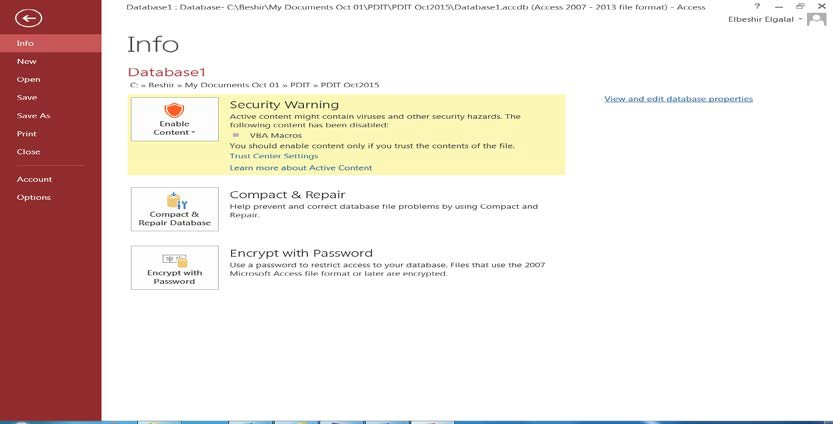 Database1 : Database- C:\Beshir\My Documents Oct 01\PDIT\PDIT Oct2015\Database1.accdb (Access 2007 - 2013 file format) - Access
?
Elbeshir Elgalal
Info
New
Open
Save
Save As
Print
Close
Account
Options
Info
Database1
C: » Beshir » My Documents Oct 01 » PDIT » PDIT Oct2015
Enable
Content
Security Warning
Active content might contain viruses and other security hazards. The
following content has been disabled:
VBA Macros
You should enable content only if you trust the contents of the file.
Trust Center Settings
Learn more about Active Content
View and edit database properties
Compact &
Repair Database
Compact & Repair
Help prevent and correct database file problems by using Compact and
Repair.
Encrypt with
Password
Encrypt with Password
Use a password to restrict access to your database. Files that use the 2007
Microsoft Access file format or later are encrypted.